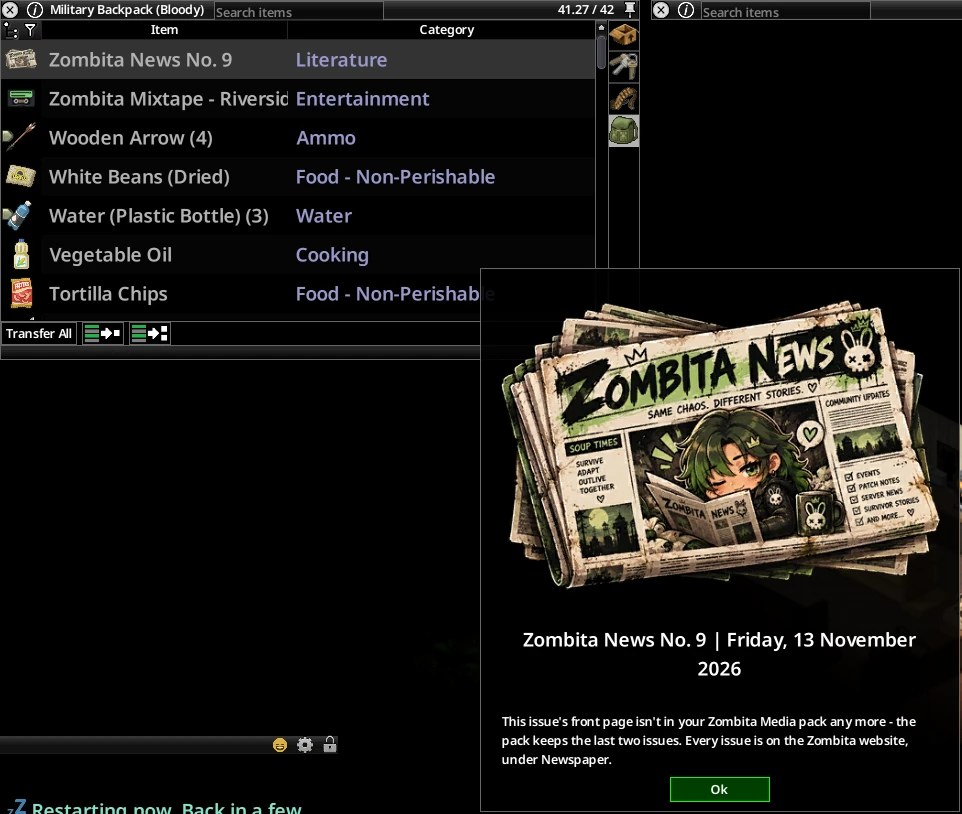 Military Backpack (Bloody)
Search items
41.27 / 42
Search items
Item
Category
Zombita News No. 9
Literature
Zombita Mixtape - Riversid
Entertainment
Wooden Arrow (4)
Ammo
White Beans (Dried)
Food - Non-Perishable
Water (Plastic Bottle) (3)
Water
Vegetable Oil
Cooking
Tortilla Chips
Food - Non-Perishable
Transfer All
ZOMBITA NEWS
SAME CHAOS. DIFFERENT STORIES.
SOUP TIMES
SURVIVE
ADAPT
OUTLIVE
TOGETHER
COMMUNITY UPDATES
ZOMBITA NEWS
EVENTS
PATCH NOTES
SERVER NEWS
SURVIVOR STORIES
AND MORE...
Zombita News No. 9 | Friday, 13 November
2026
This issue's front page isn't in your Zombita Media pack any more - the
pack keeps the last two issues. Every issue is on the Zombita website,
under Newspaper.
Ok
zZ Restarting now. Back in a few